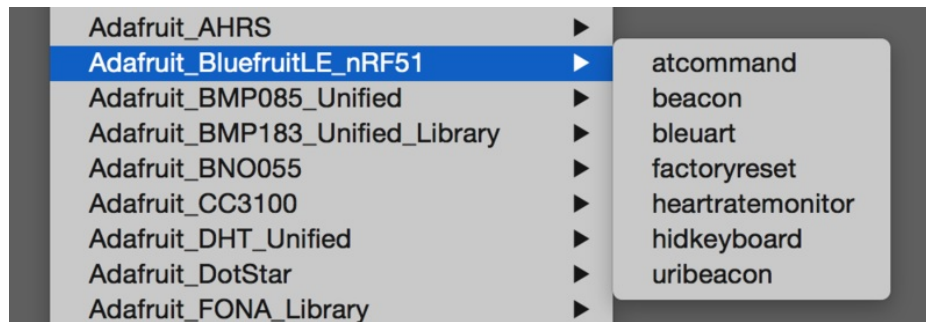 Adafruit_AHRS
Adafruit_BluefruitLE_nRF51
Adafruit_BMP085_Unified
Adafruit_BMP183_Unified_Library
Adafruit_BNO055
Adafruit_CC3100
Adafruit_DHT_Unified
Adafruit_DotStar
Adafruit_FONA_Library
atcommand
beacon
bleuart
factoryreset
heartratemonitor
hidkeyboard
uribeacon